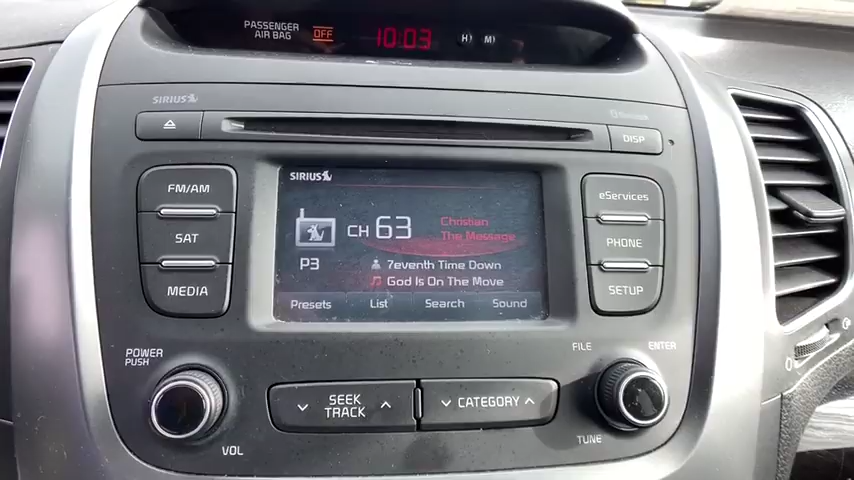 PASSENGER
AIR BAG OFF
10:03
SIRIUS
DISP
FM/AM
SAT
MEDIA
SIRIUS
CH 63
Christian
The Message
P3
7eventh Time Down
God Is On The Move
Presets List Search Sound
eServices
PHONE
SETUP
POWER
PUSH
VOL
SEEK
TRACK
CATEGORY
FILE
ENTER
TUNE